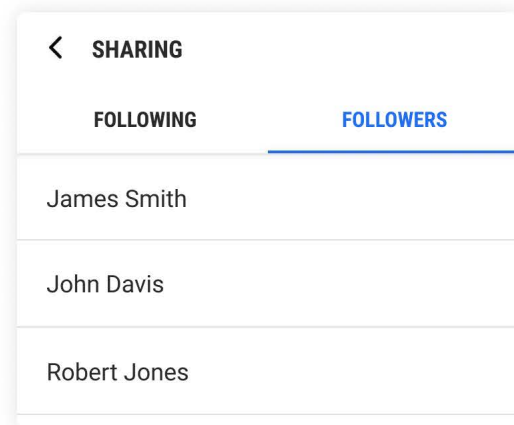 SHARING
FOLLOWING FOLLOWERS
James Smith
John Davis
Robert Jones